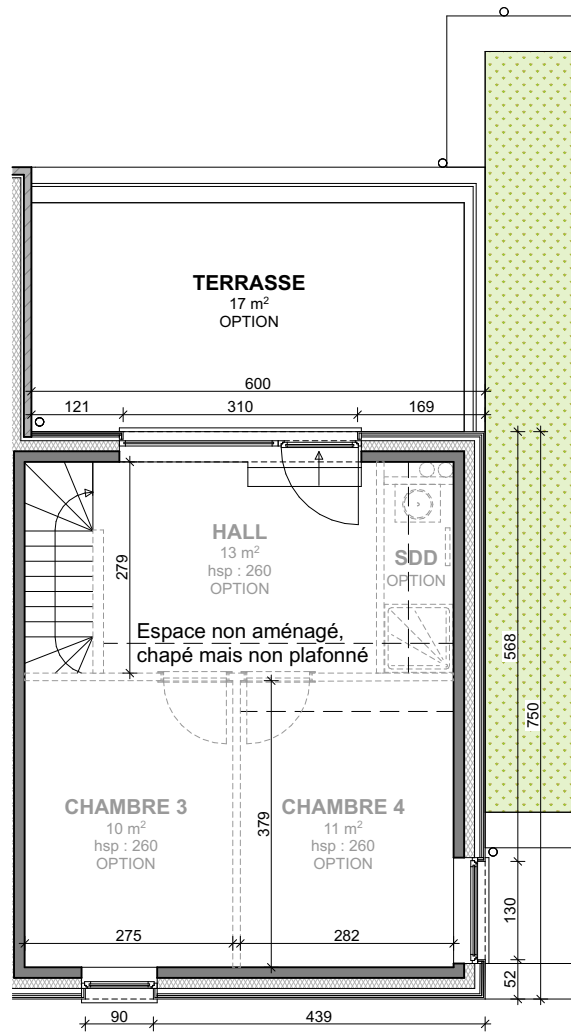 TERRASSE
17 m²
OPTION
600
121
310
169
HALL
13 m²
hsp : 260
OPTION
SDD
OPTION
279
Espace non aménagé,
chapé mais non plafonné
568
750
CHAMBRE 3
10 m²
hsp : 260
OPTION
379
CHAMBRE 4
11 m²
hsp : 260
OPTION
130
275
282
52
90
439